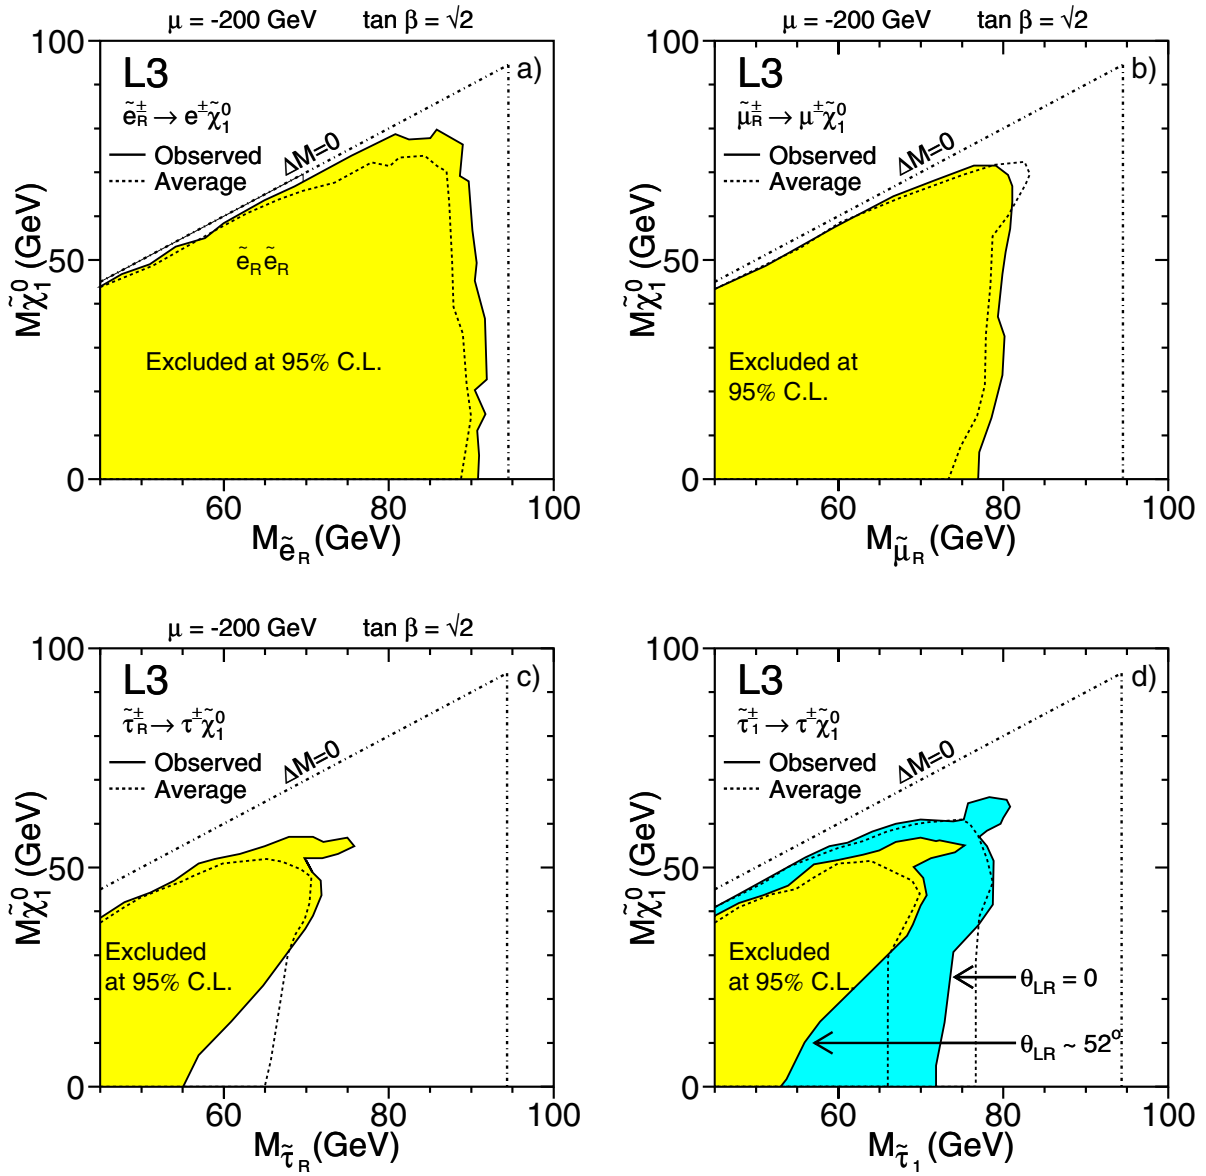 μ = -200 GeV tan β = √2
100
L3
a)
ẽ±R → e±χ̃01
ΔM=0
Observed
Average
ẽR ẽR
50
Excluded at 95% C.L.
0
60 80 100
Mχ̃01 (GeV)
MẽR (GeV)
μ = -200 GeV tan β = √2
100
L3
b)
μ̃±R → μ±χ̃01
ΔM=0
Observed
Average
50
Excluded at
95% C.L.
0
60 80 100
Mχ̃01 (GeV)
Mμ̃R (GeV)
μ = -200 GeV tan β = √2
100
L3
c)
τ̃±R → τ±χ̃01
ΔM=0
Observed
Average
50
Excluded
at 95% C.L.
0
60 80 100
Mχ̃01 (GeV)
Mτ̃R (GeV)
100
L3
d)
τ̃±1 → τ±χ̃01
ΔM=0
Observed
Average
50
Excluded
at 95% C.L.
θLR = 0
θLR ~ 52o
0
60 80 100
Mχ̃01 (GeV)
Mτ̃1 (GeV)